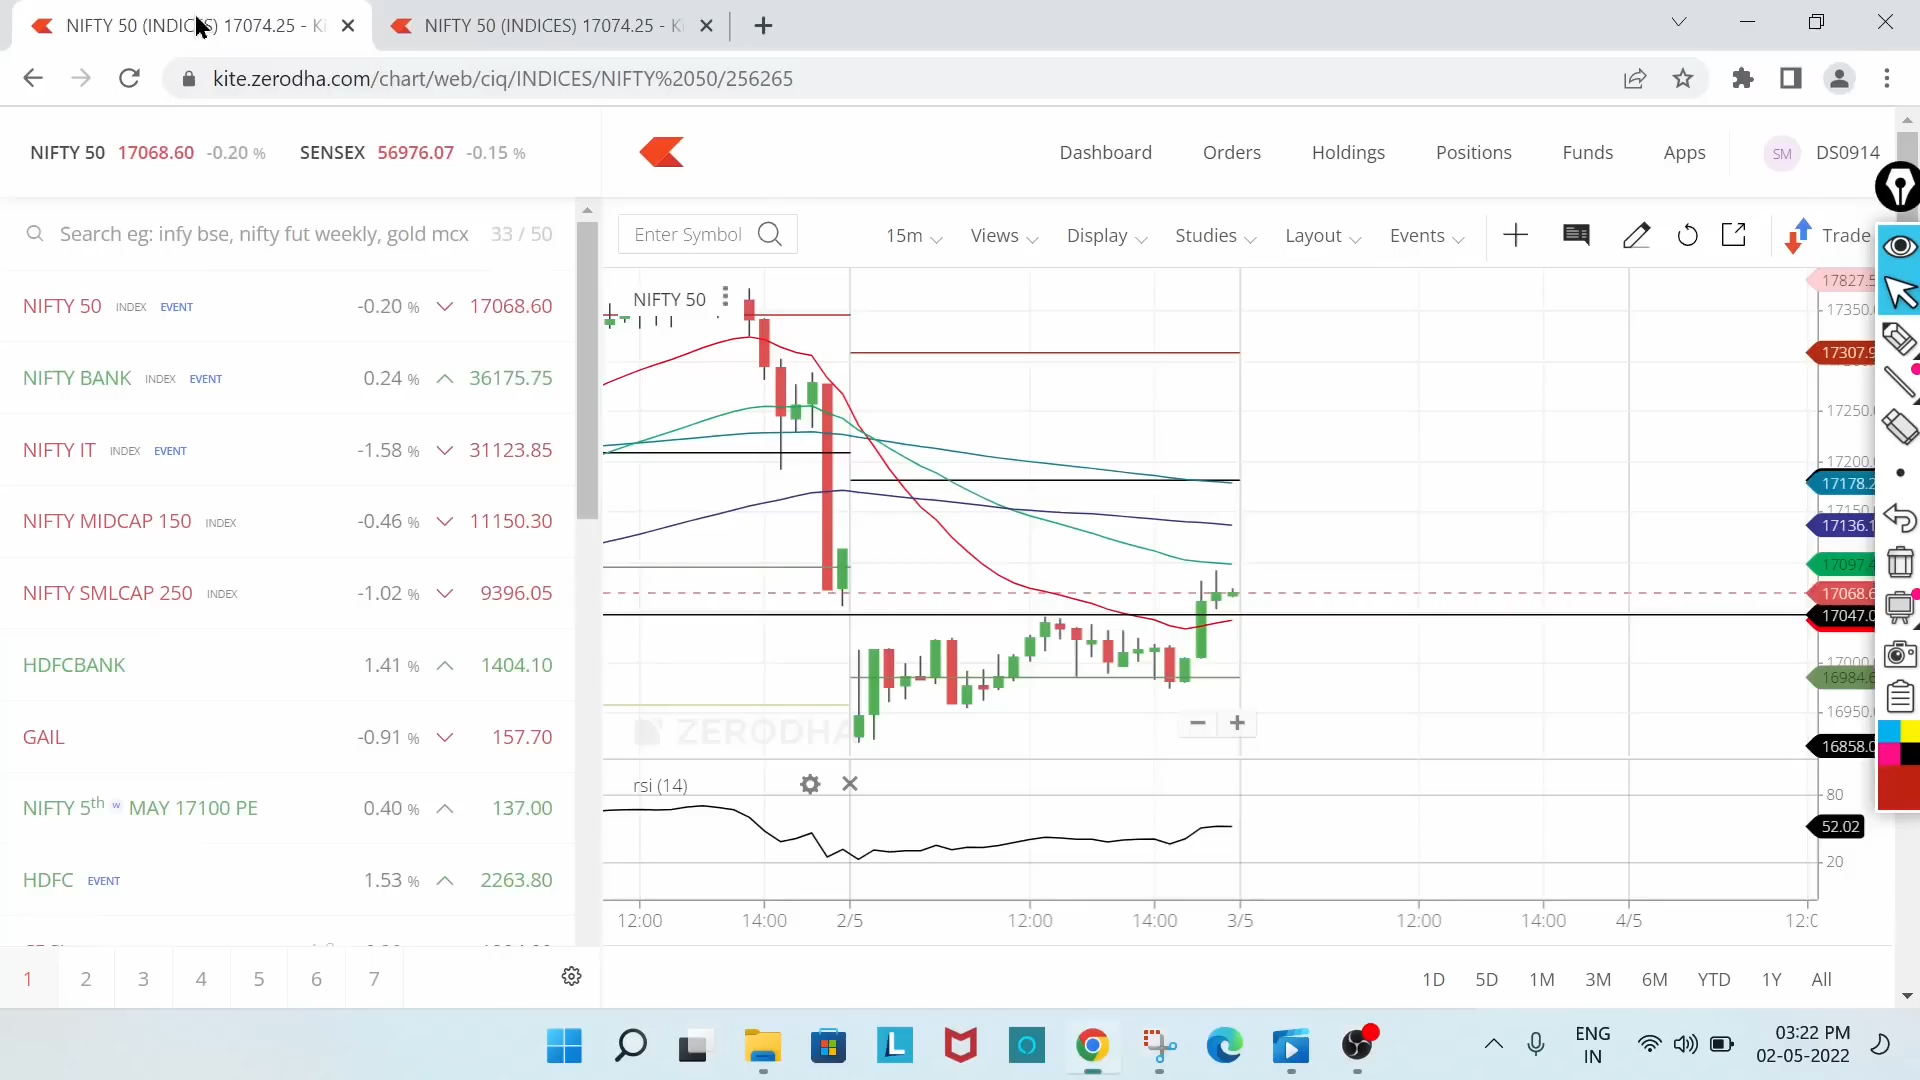 NIFTY 50 (INDICES) 17074.25 - Ki
NIFTY 50 (INDICES) 17074.25 - K
kite.zerodha.com/chart/web/ciq/INDICES/NIFTY%2050/256265
NIFTY 50 17068.60 -0.20 % SENSEX 56976.07 -0.15 %
Dashboard Orders Holdings Positions Funds Apps SM DS0914
Search eg: infy bse, nifty fut weekly, gold mcx 33 / 50
Enter Symbol 15m Views Display Studies Layout Events Trade
NIFTY 50 INDEX EVENT -0.20 % 17068.60
NIFTY BANK INDEX EVENT 0.24 % 36175.75
NIFTY IT INDEX EVENT -1.58 % 31123.85
NIFTY MIDCAP 150 INDEX -0.46 % 11150.30
NIFTY SMLCAP 250 INDEX -1.02 % 9396.05
HDFCBANK 1.41 % 1404.10
GAIL -0.91 % 157.70
NIFTY 5th w MAY 17100 PE 0.40 % 137.00
HDFC EVENT 1.53 % 2263.80
1 2 3 4 5 6 7
NIFTY 50
17827.5
17350.
17307.9
17250.
17200.
17178.2
17150.
17136.1
17097.4
17068.6
17047.0
17000.
16984.6
16950.
16858.0
ZERODHA
rsi (14)
80
52.02
20
12:00 14:00 2/5 12:00 14:00 3/5 12:00 14:00 4/5 12:0
1D 5D 1M 3M 6M YTD 1Y All
ENG
IN
03:22 PM
02-05-2022